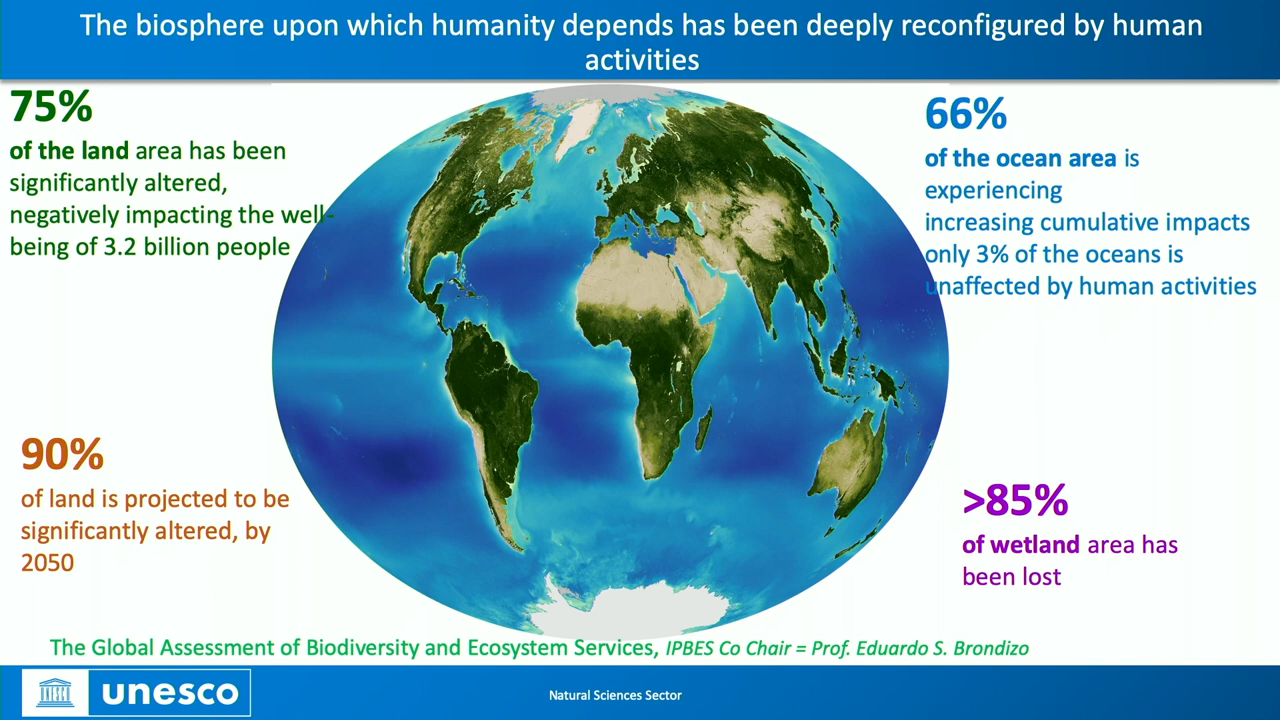 The biosphere upon which humanity depends has been deeply reconfigured by human
activities
75%
of the land area has been
significantly altered,
negatively impacting the well-
being of 3.2 billion people
66%
of the ocean area is
experiencing
increasing cumulative impacts
only 3% of the oceans is
unaffected by human activities
90%
of land is projected to be
significantly altered, by
2050
>85%
of wetland area has
been lost
The Global Assessment of Biodiversity and Ecosystem Services, IPBES Co Chair = Prof. Eduardo S. Brondizo
unesco
Natural Sciences Sector